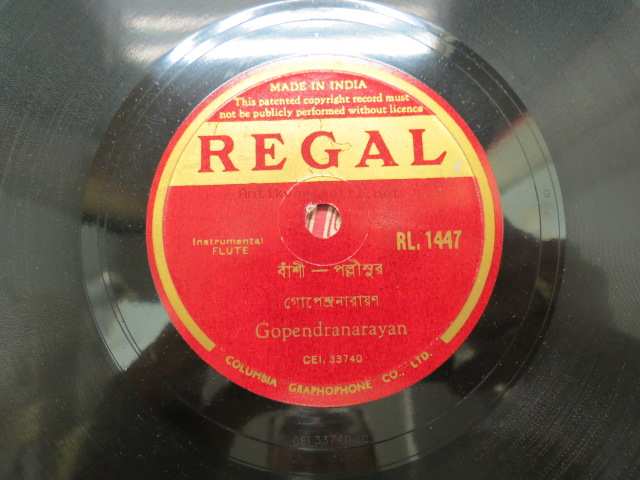 MADE IN INDIA
This patented copyright record must
not be publicly performed without licence
REGAL
Instrumental
FLUTE
RL. 1447
বাঁশী — পল্লীসুর
গোপেন্দ্রনারায়ণ
Gopendranarayan
CEI. 33740
COLUMBIA GRAPHOPHONE CO., LTD.